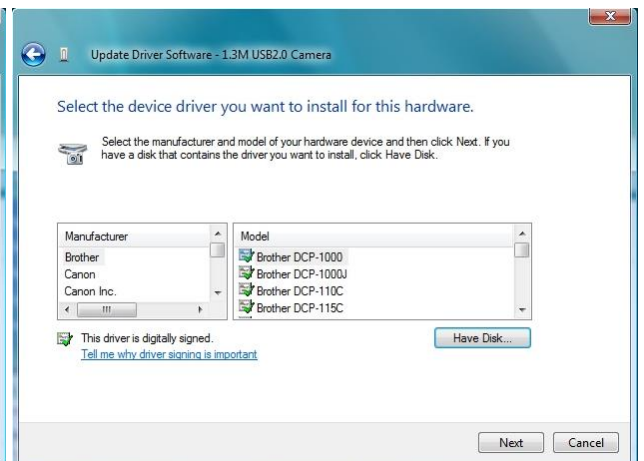 Update Driver Software - 1.3M USB2.0 Camera
Select the device driver you want to install for this hardware.
Select the manufacturer and model of your hardware device and then click Next. If you
have a disk that contains the driver you want to install, click Have Disk.
Manufacturer
Brother
Canon
Canon Inc.
Model
Brother DCP-1000
Brother DCP-1000J
Brother DCP-110C
Brother DCP-115C
This driver is digitally signed.
Have Disk...
Tell me why driver signing is important
Next
Cancel